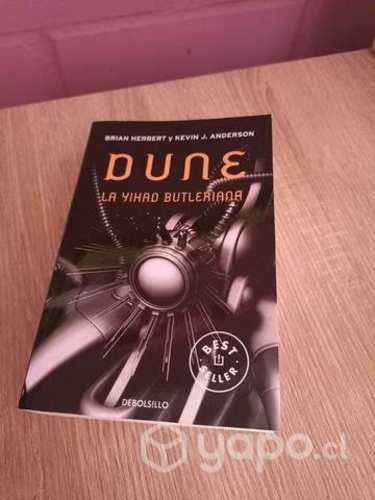 BRIAN HERBERT y KEVIN J. ANDERSON
DUNE
LA YIHAD BUTLERIANA
BEST
SELLER
DEBOLSILLO
yapo.cl